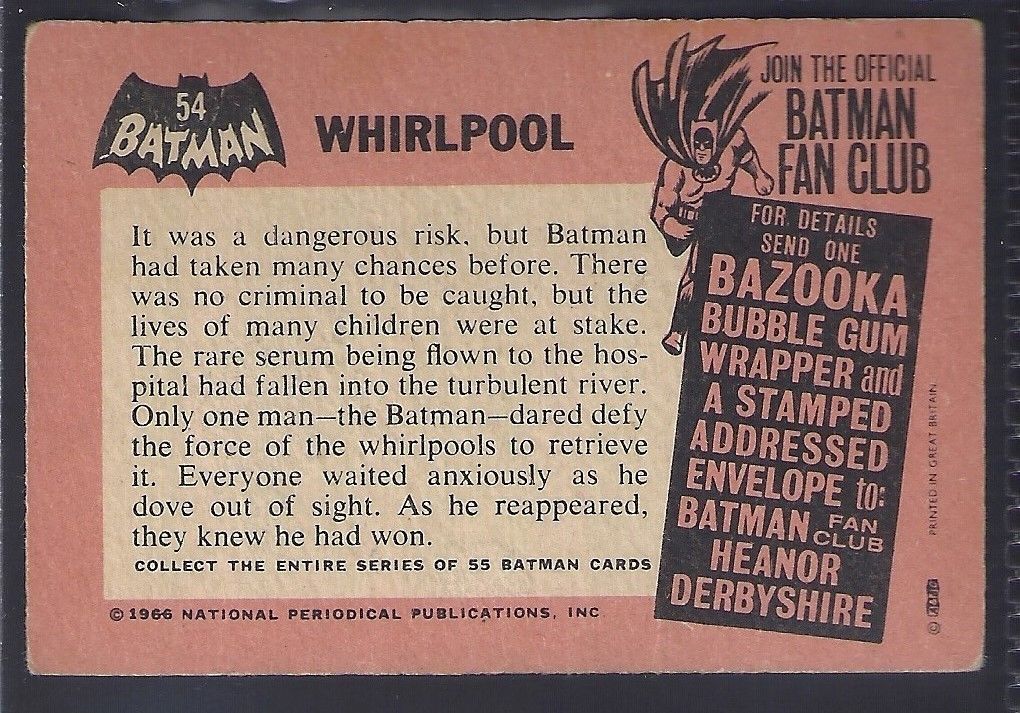 54
BATMAN
WHIRLPOOL
It was a dangerous risk, but Batman
had taken many chances before. There
was no criminal to be caught, but the
lives of many children were at stake.
The rare serum being flown to the hos-
pital had fallen into the turbulent river.
Only one man—the Batman—dared defy
the force of the whirlpools to retrieve
it. Everyone waited anxiously as he
dove out of sight. As he reappeared,
they knew he had won.
COLLECT THE ENTIRE SERIES OF 55 BATMAN CARDS
© 1966 NATIONAL PERIODICAL PUBLICATIONS, INC.
JOIN THE OFFICIAL
BATMAN
FAN CLUB
FOR DETAILS
SEND ONE
BAZOOKA
BUBBLE GUM
WRAPPER and
A STAMPED
ADDRESSED
ENVELOPE to:
BATMAN FAN CLUB
HEANOR
DERBYSHIRE
PRINTED IN GREAT BRITAIN
©